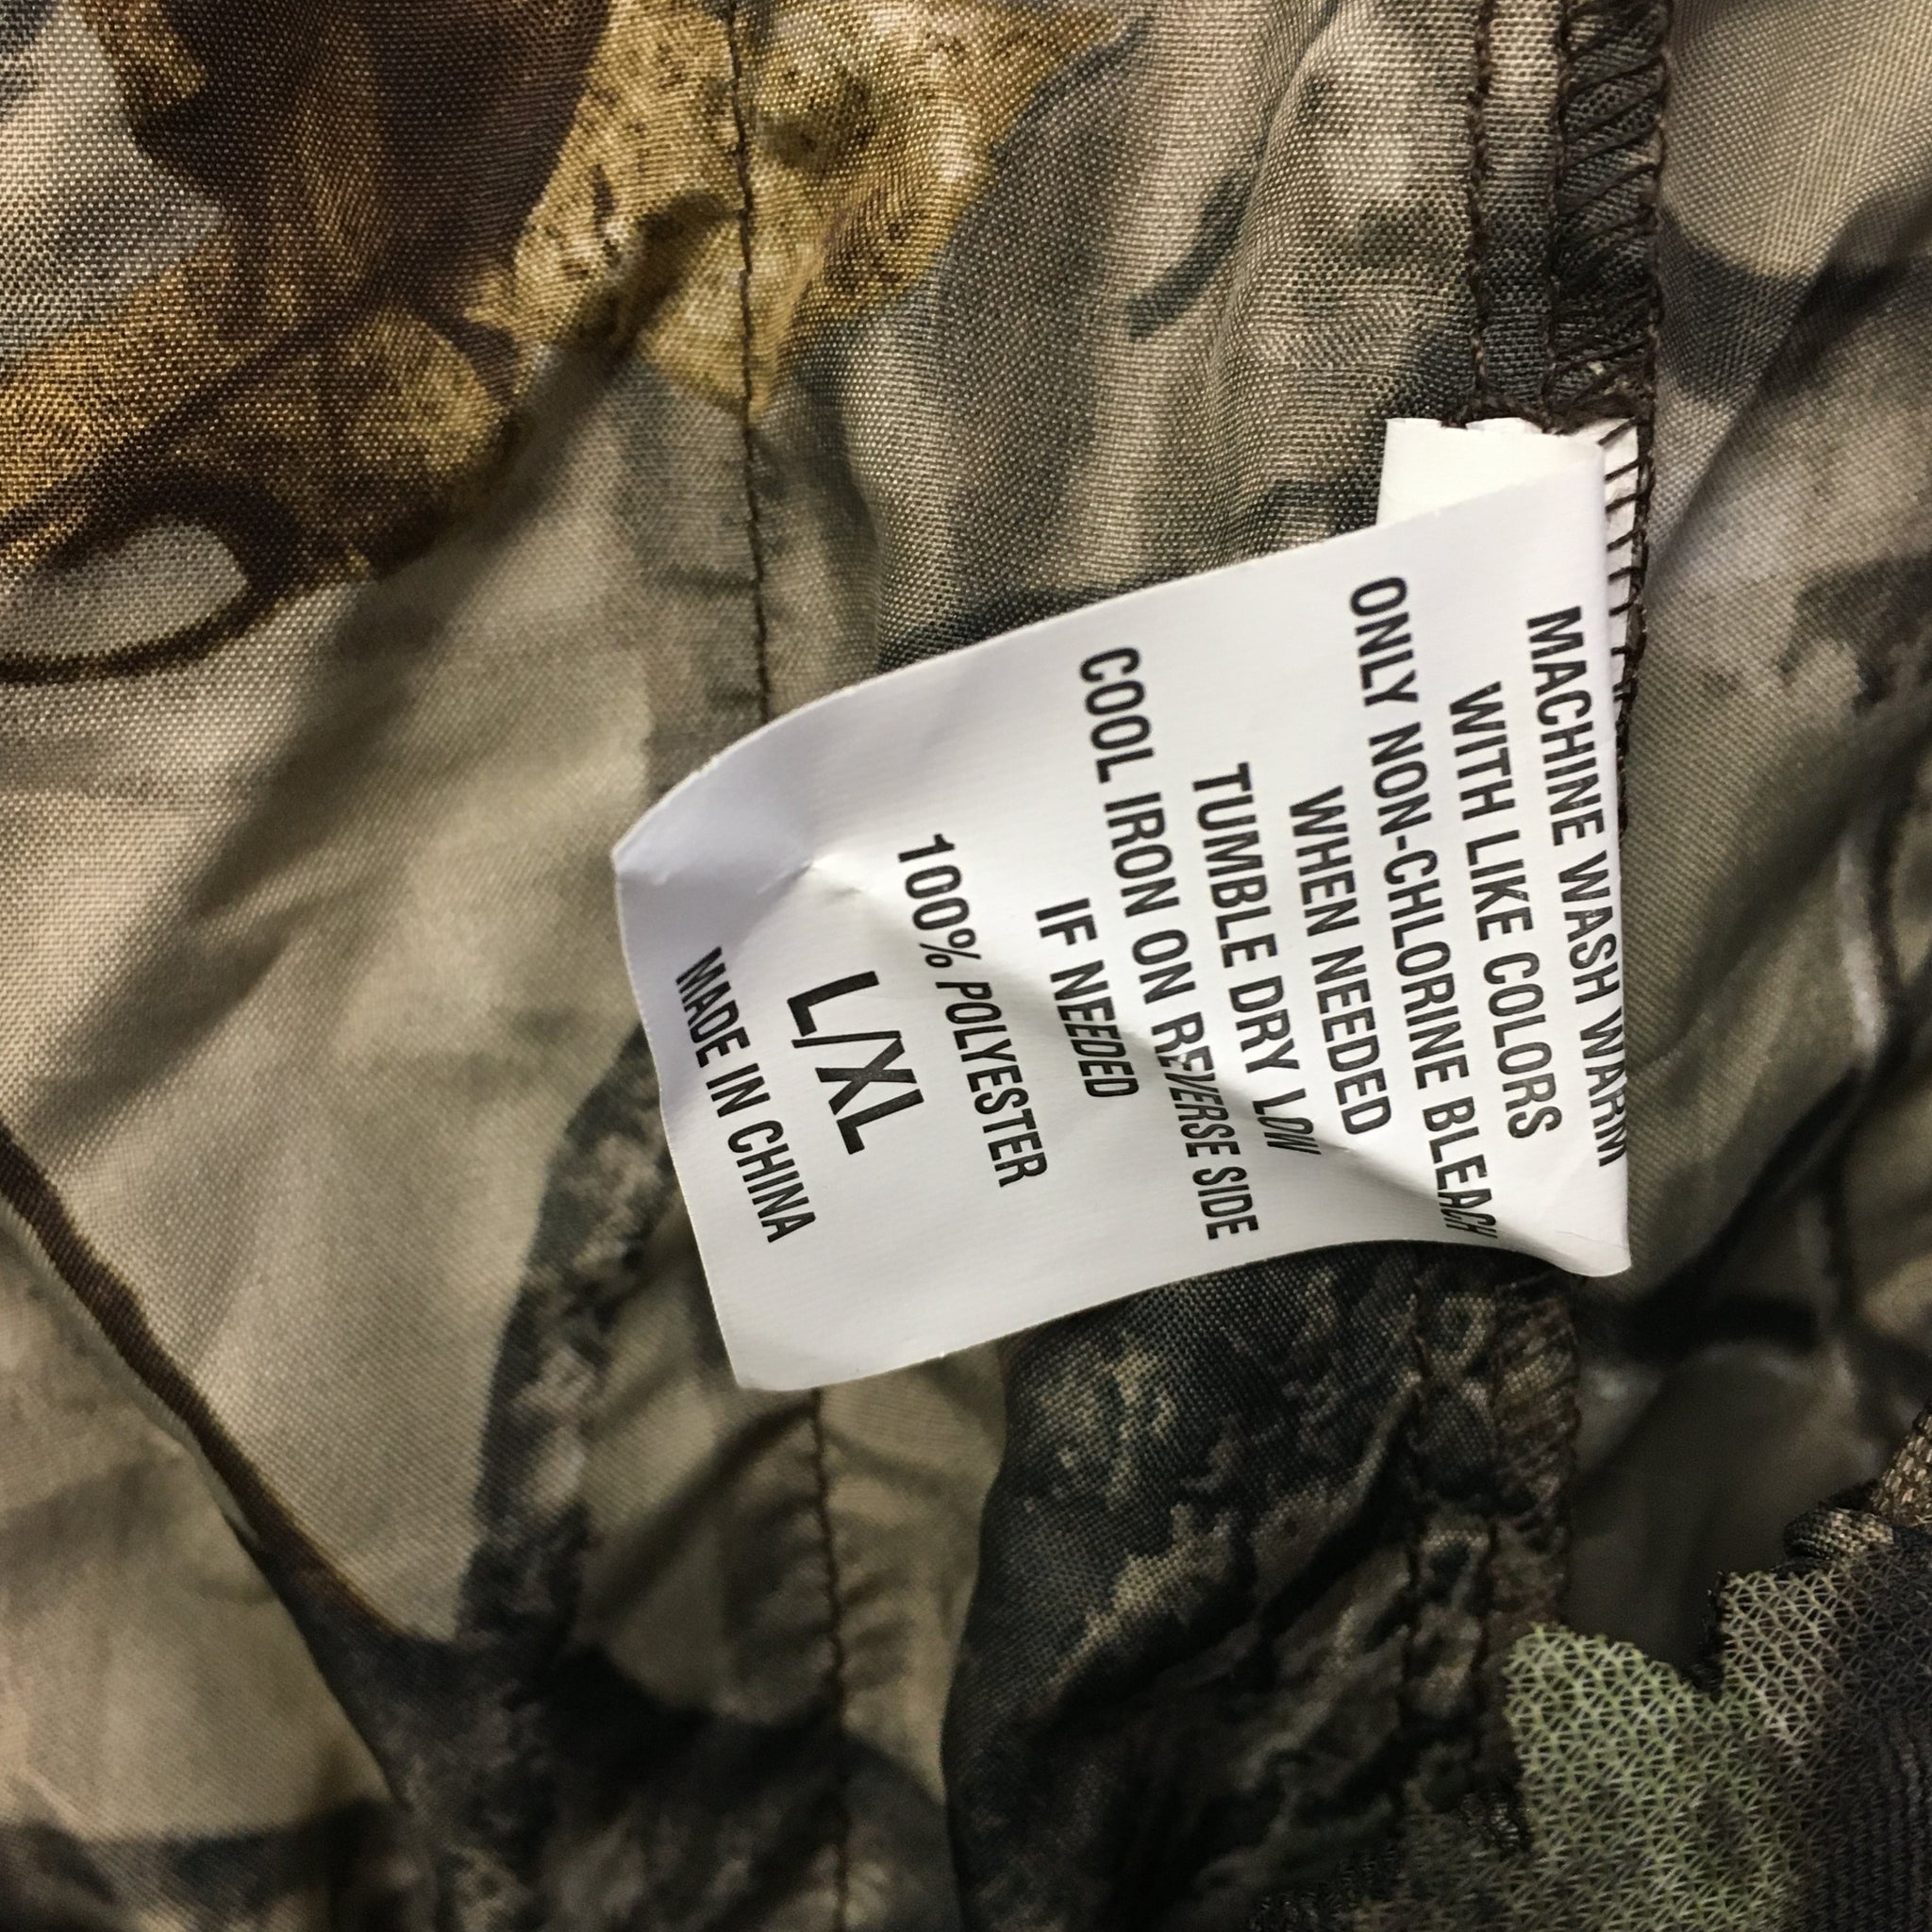 MACHINE WASH WARM
WITH LIKE COLORS
ONLY NON-CHLORINE BLEACH
WHEN NEEDED
TUMBLE DRY LOW
COOL IRON ON REVERSE SIDE
IF NEEDED
100% POLYESTER
L/XL
MADE IN CHINA